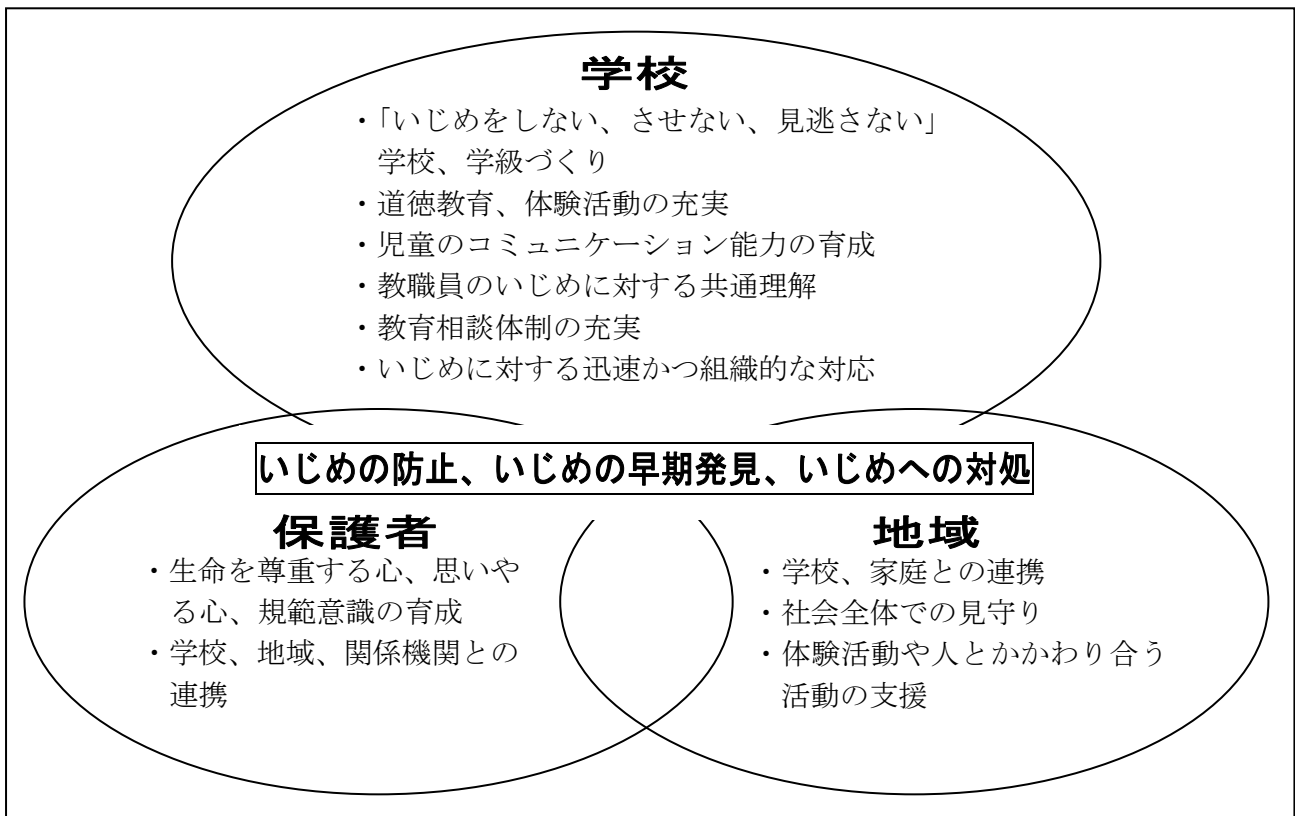 学校
・「いじめをしない、させない、見逃さない」
学校、学級づくり
・道徳教育、体験活動の充実
・児童のコミュニケーション能力の育成
・教職員のいじめに対する共通理解
・教育相談体制の充実
・いじめに対する迅速かつ組織的な対応
いじめの防止、いじめの早期発見、いじめへの対処
保護者
・生命を尊重する心、思いや
る心、規範意識の育成
・学校、地域、関係機関との
連携
地域
・学校、家庭との連携
・社会全体での見守り
・体験活動や人とかかわり合う
活動の支援